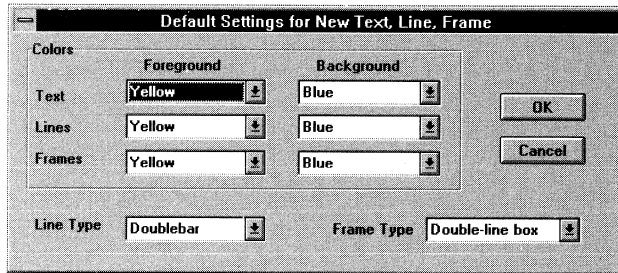 Default Settings for New Text, Line, Frame
Colors
Foreground Background
Text Yellow Blue
Lines Yellow Blue
Frames Yellow Blue
OK
Cancel
Line Type Doublebar Frame Type Double-line box